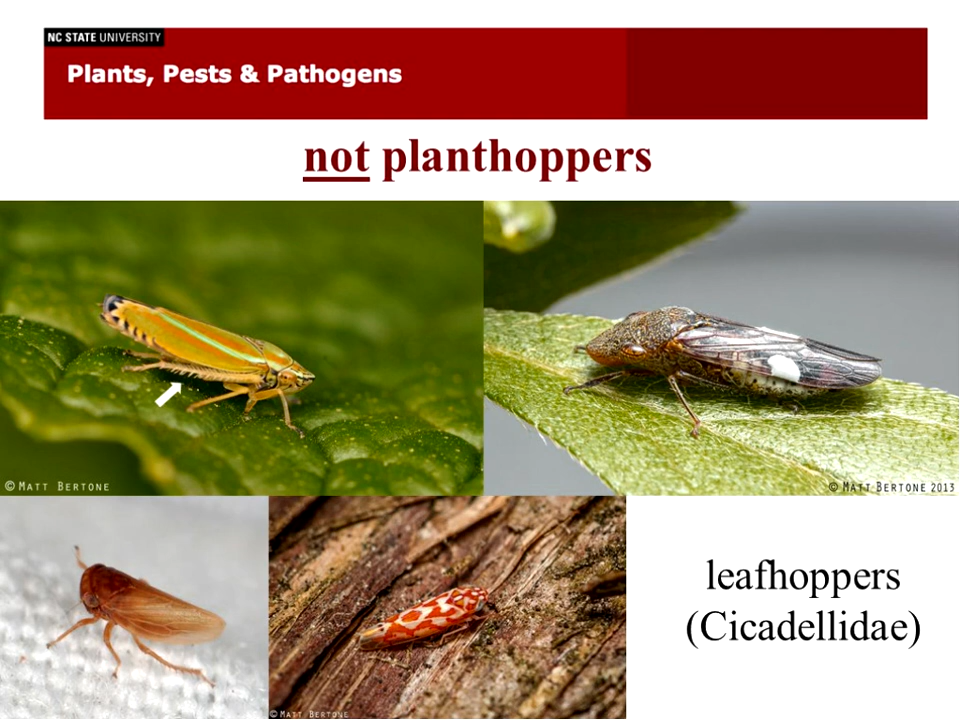 NC STATE UNIVERSITY
Plants, Pests & Pathogens
not planthoppers
© MATT BERTONE
© MATT BERTONE 2013
© MATT BERTONE
leafhoppers
(Cicadellidae)